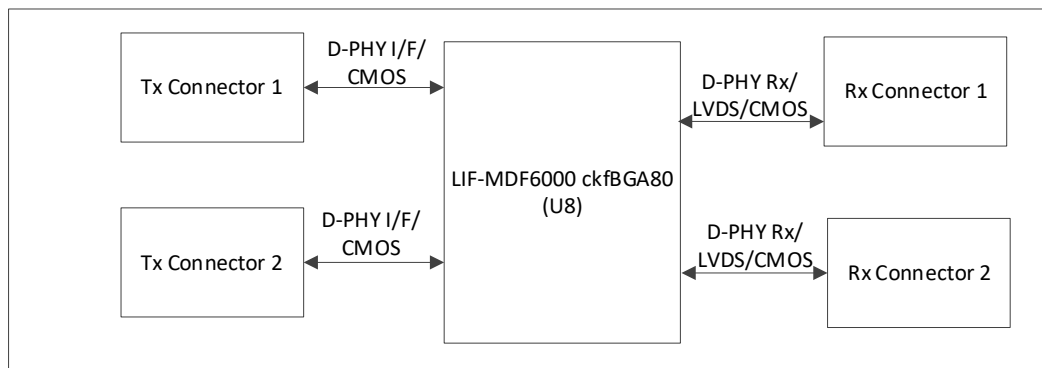 D-PHY I/F/
CMOS
Tx Connector 1
D-PHY Rx/
LVDS/CMOS
Rx Connector 1
LIF-MDF6000 ckfBGA80
(U8)
D-PHY I/F/
CMOS
Tx Connector 2
D-PHY Rx/
LVDS/CMOS
Rx Connector 2